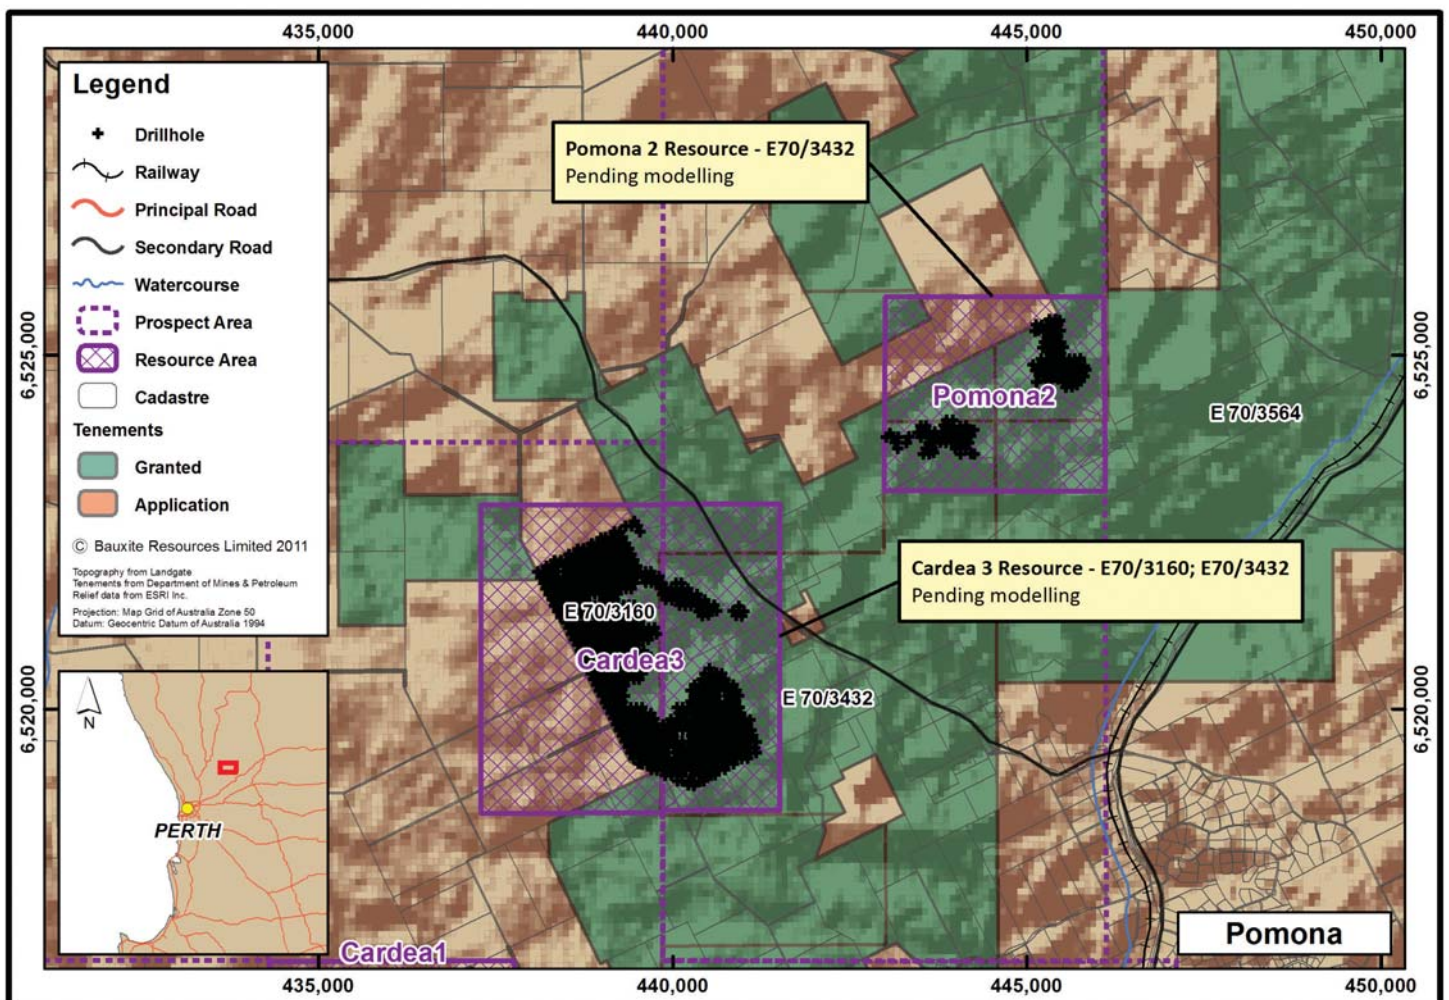 435,000
440,000
445,000
450,000
Legend
Drillhole
Railway
Principal Road
Secondary Road
Watercourse
Prospect Area
Resource Area
Cadastre
Tenements
Granted
Application
© Bauxite Resources Limited 2011
Topography from Landgate
Tenements from Department of Mines & Petroleum
Relief data from ESRI Inc.
Projection: Map Grid of Australia Zone 50
Datum: Geocentric Datum of Australia 1994
Pomona 2 Resource - E70/3432
Pending modelling
6,525,000
6,525,000
Pomona2
E 70/3564
Cardea 3 Resource - E70/3160; E70/3432
Pending modelling
E 70/3160
Cardea3
E 70/3432
6,520,000
6,520,000
N
PERTH
Cardea1
Pomona
435,000
440,000
445,000
450,000